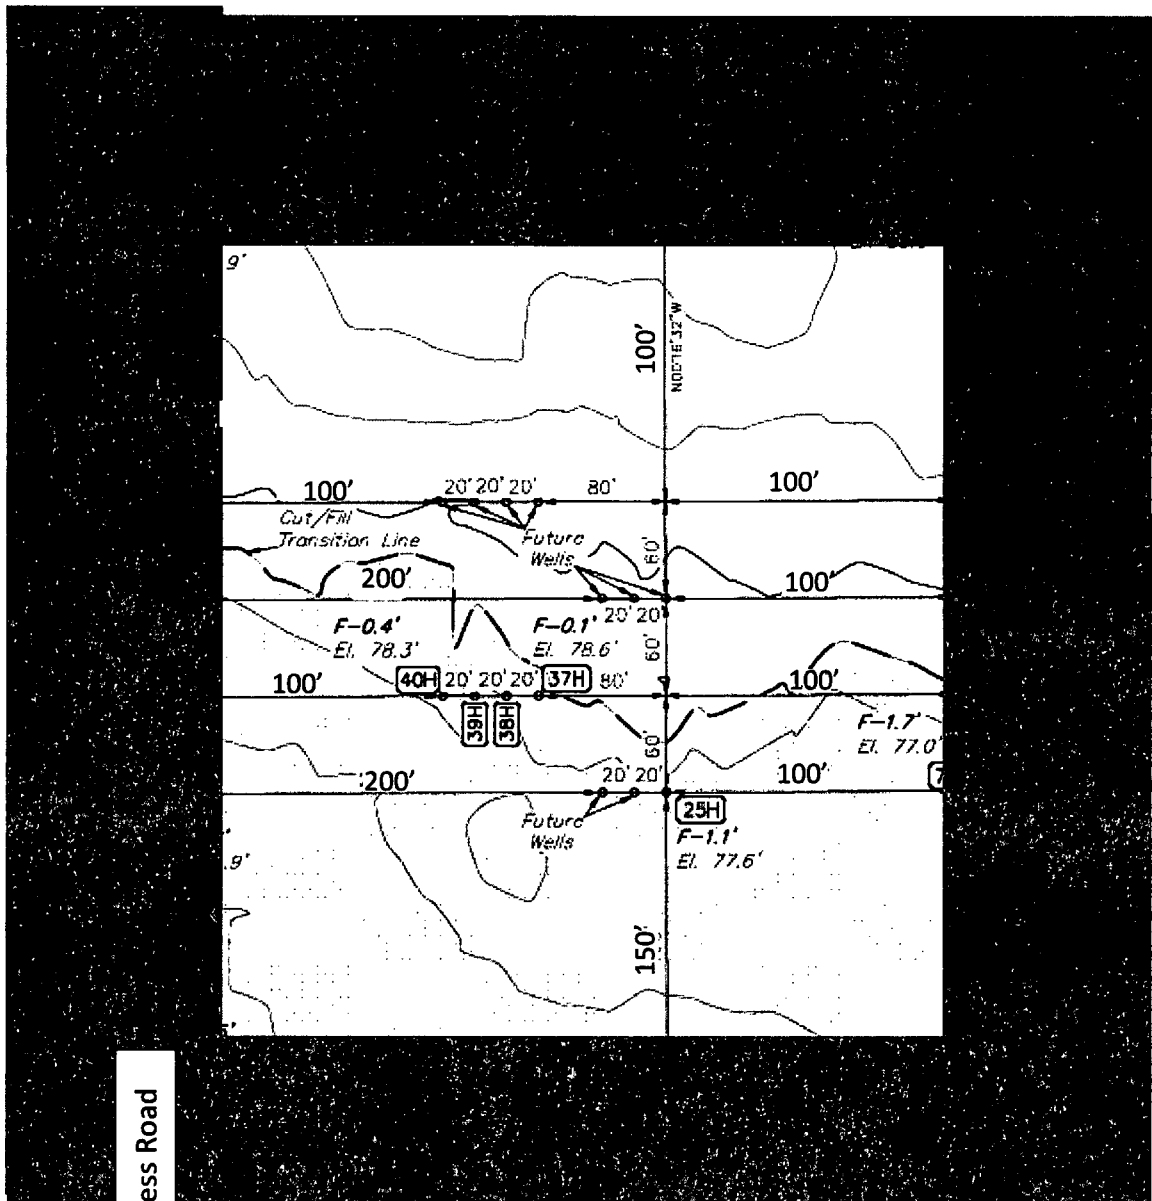 9'
100'
N00°16'32"W
100'
20' 20' 20'
80'
100'
Cut/Fill
Transition Line
Future
Wells
60'
200'
100'
20' 20'
F-0.4'
El. 78.3'
F-0.1'
El. 78.6'
60'
100'
40H
20' 20' 20'
37H
80'
100'
39H
38H
F-1.7'
El. 77.0'
60'
200'
20' 20'
100'
25H
Future
Wells
F-1.1'
El. 77.6'
.9'
150'
ess Road